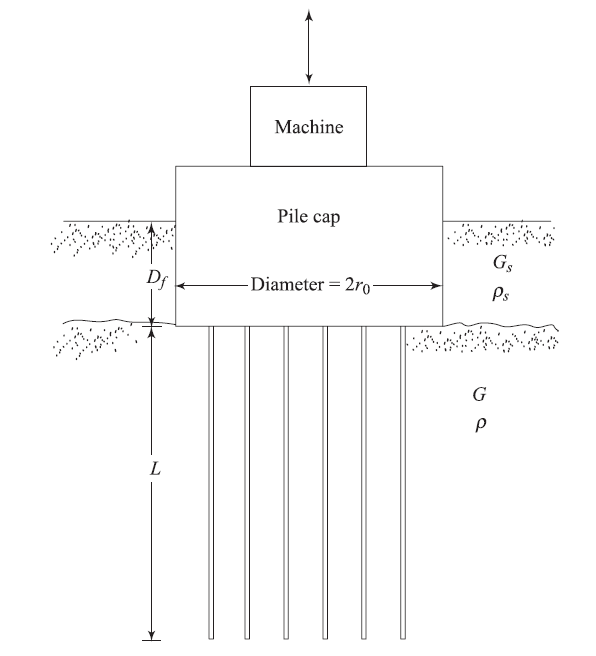 Machine
Pile cap
D_f
Diameter = 2r_0
G_s
ρ_s
G
ρ
L